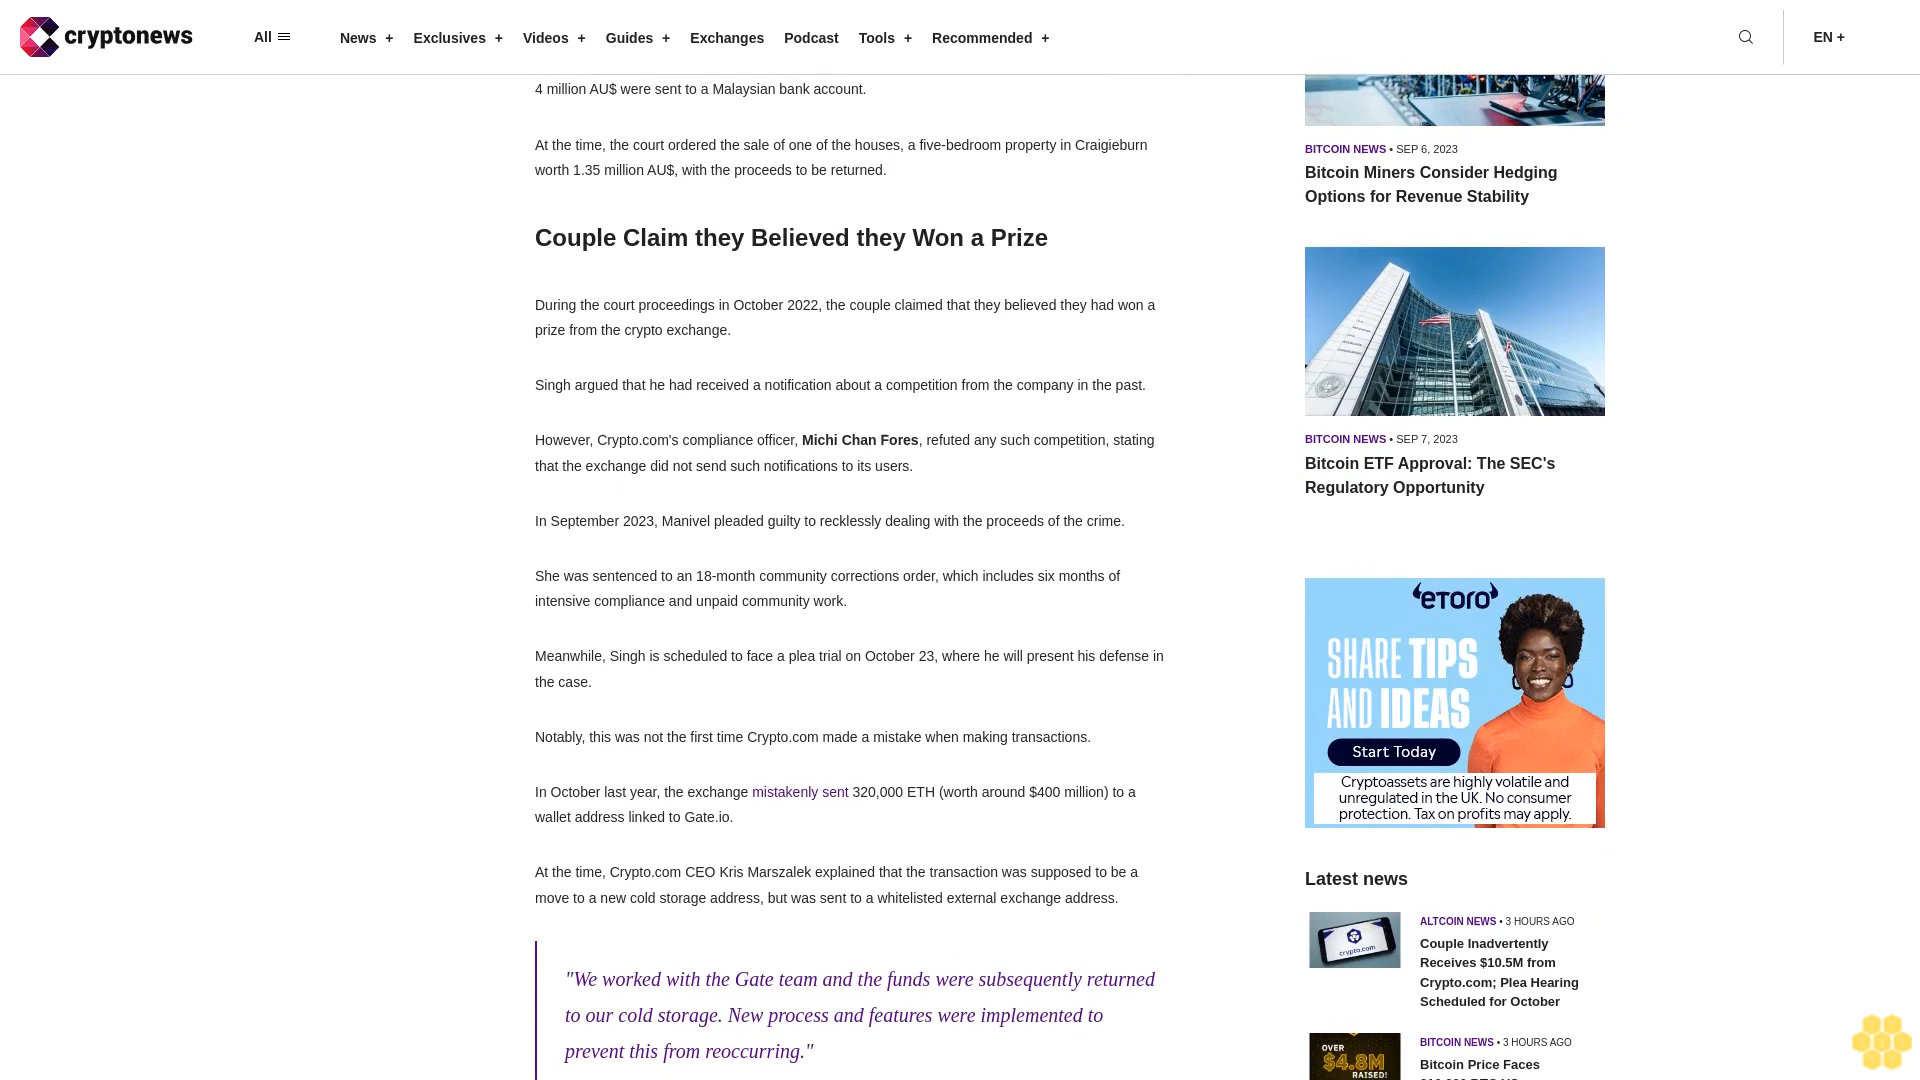 cryptonews
All
News +
Exclusives +
Videos +
Guides +
Exchanges
Podcast
Tools +
Recommended +
EN +
4 million AU$ were sent to a Malaysian bank account.
At the time, the court ordered the sale of one of the houses, a five-bedroom property in Craigieburn
worth 1.35 million AU$, with the proceeds to be returned.
Couple Claim they Believed they Won a Prize
During the court proceedings in October 2022, the couple claimed that they believed they had won a
prize from the crypto exchange.
Singh argued that he had received a notification about a competition from the company in the past.
However, Crypto.com's compliance officer, Michi Chan Fores, refuted any such competition, stating
that the exchange did not send such notifications to its users.
In September 2023, Manivel pleaded guilty to recklessly dealing with the proceeds of the crime.
She was sentenced to an 18-month community corrections order, which includes six months of
intensive compliance and unpaid community work.
Meanwhile, Singh is scheduled to face a plea trial on October 23, where he will present his defense in
the case.
Notably, this was not the first time Crypto.com made a mistake when making transactions.
In October last year, the exchange mistakenly sent 320,000 ETH (worth around $400 million) to a
wallet address linked to Gate.io.
At the time, Crypto.com CEO Kris Marszalek explained that the transaction was supposed to be a
move to a new cold storage address, but was sent to a whitelisted external exchange address.
"We worked with the Gate team and the funds were subsequently returned
to our cold storage. New process and features were implemented to
prevent this from reoccurring."
BITCOIN NEWS • SEP 6, 2023
Bitcoin Miners Consider Hedging
Options for Revenue Stability
BITCOIN NEWS • SEP 7, 2023
Bitcoin ETF Approval: The SEC's
Regulatory Opportunity
eToro
SHARE TIPS
AND IDEAS
Start Today
Cryptoassets are highly volatile and
unregulated in the UK. No consumer
protection. Tax on profits may apply.
Latest news
crypto.com
ALTCOIN NEWS • 3 HOURS AGO
Couple Inadvertently
Receives $10.5M from
Crypto.com; Plea Hearing
Scheduled for October
OVER
$4.8M
RAISED!
BITCOIN NEWS • 3 HOURS AGO
Bitcoin Price Faces